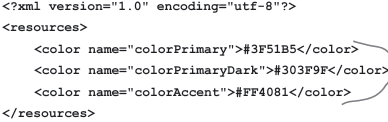 <?xml version="1.0" encoding="utf-8"?>
<resources>
    <color name="colorPrimary">#3F51B5</color>
    <color name="colorPrimaryDark">#303F9F</color>
    <color name="colorAccent">#FF4081</color>
</resources>